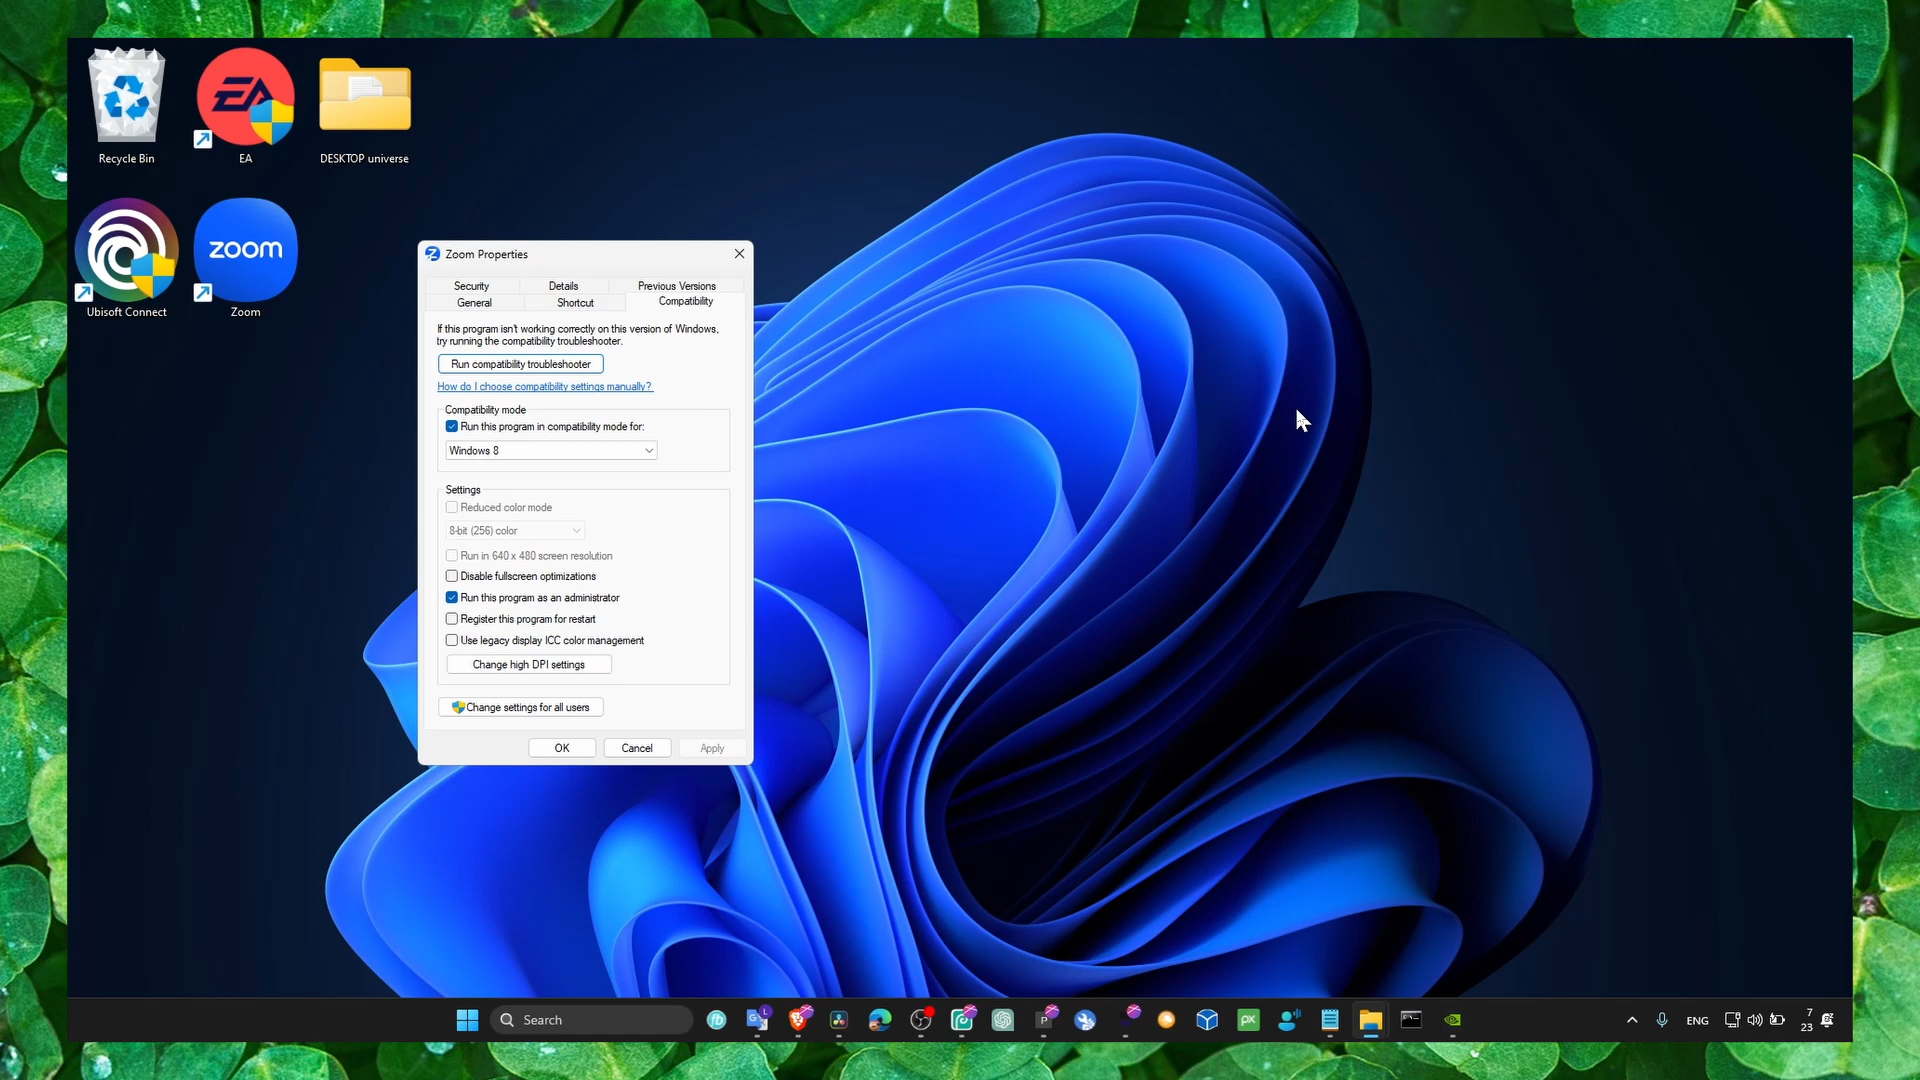 Recycle Bin
EA
EA
DESKTOP universe
zoom
Ubisoft Connect
Zoom
Zoom Properties
Security
Details
Previous Versions
General
Shortcut
Compatibility
If this program isn't working correctly on this version of Windows,
try running the compatibility troubleshooter.
Run compatibility troubleshooter
How do I choose compatibility settings manually?
Compatibility mode
Run this program in compatibility mode for:
Windows 8
Settings
Reduced color mode
8-bit (256) color
Run in 640 x 480 screen resolution
Disable fullscreen optimizations
Run this program as an administrator
Register this program for restart
Use legacy display ICC color management
Change high DPI settings
Change settings for all users
OK
Cancel
Apply
Search
P
PX
ENG
7
23